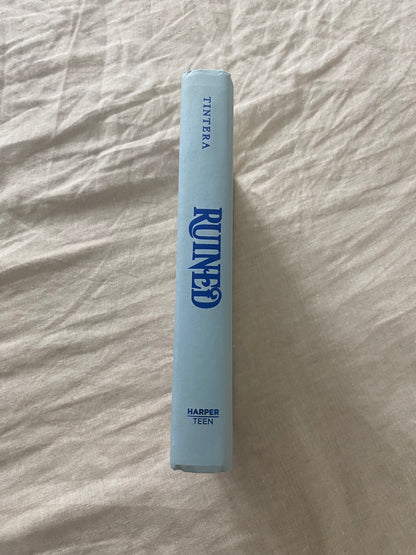 TINTERA
RUINED
HARPER
TEEN